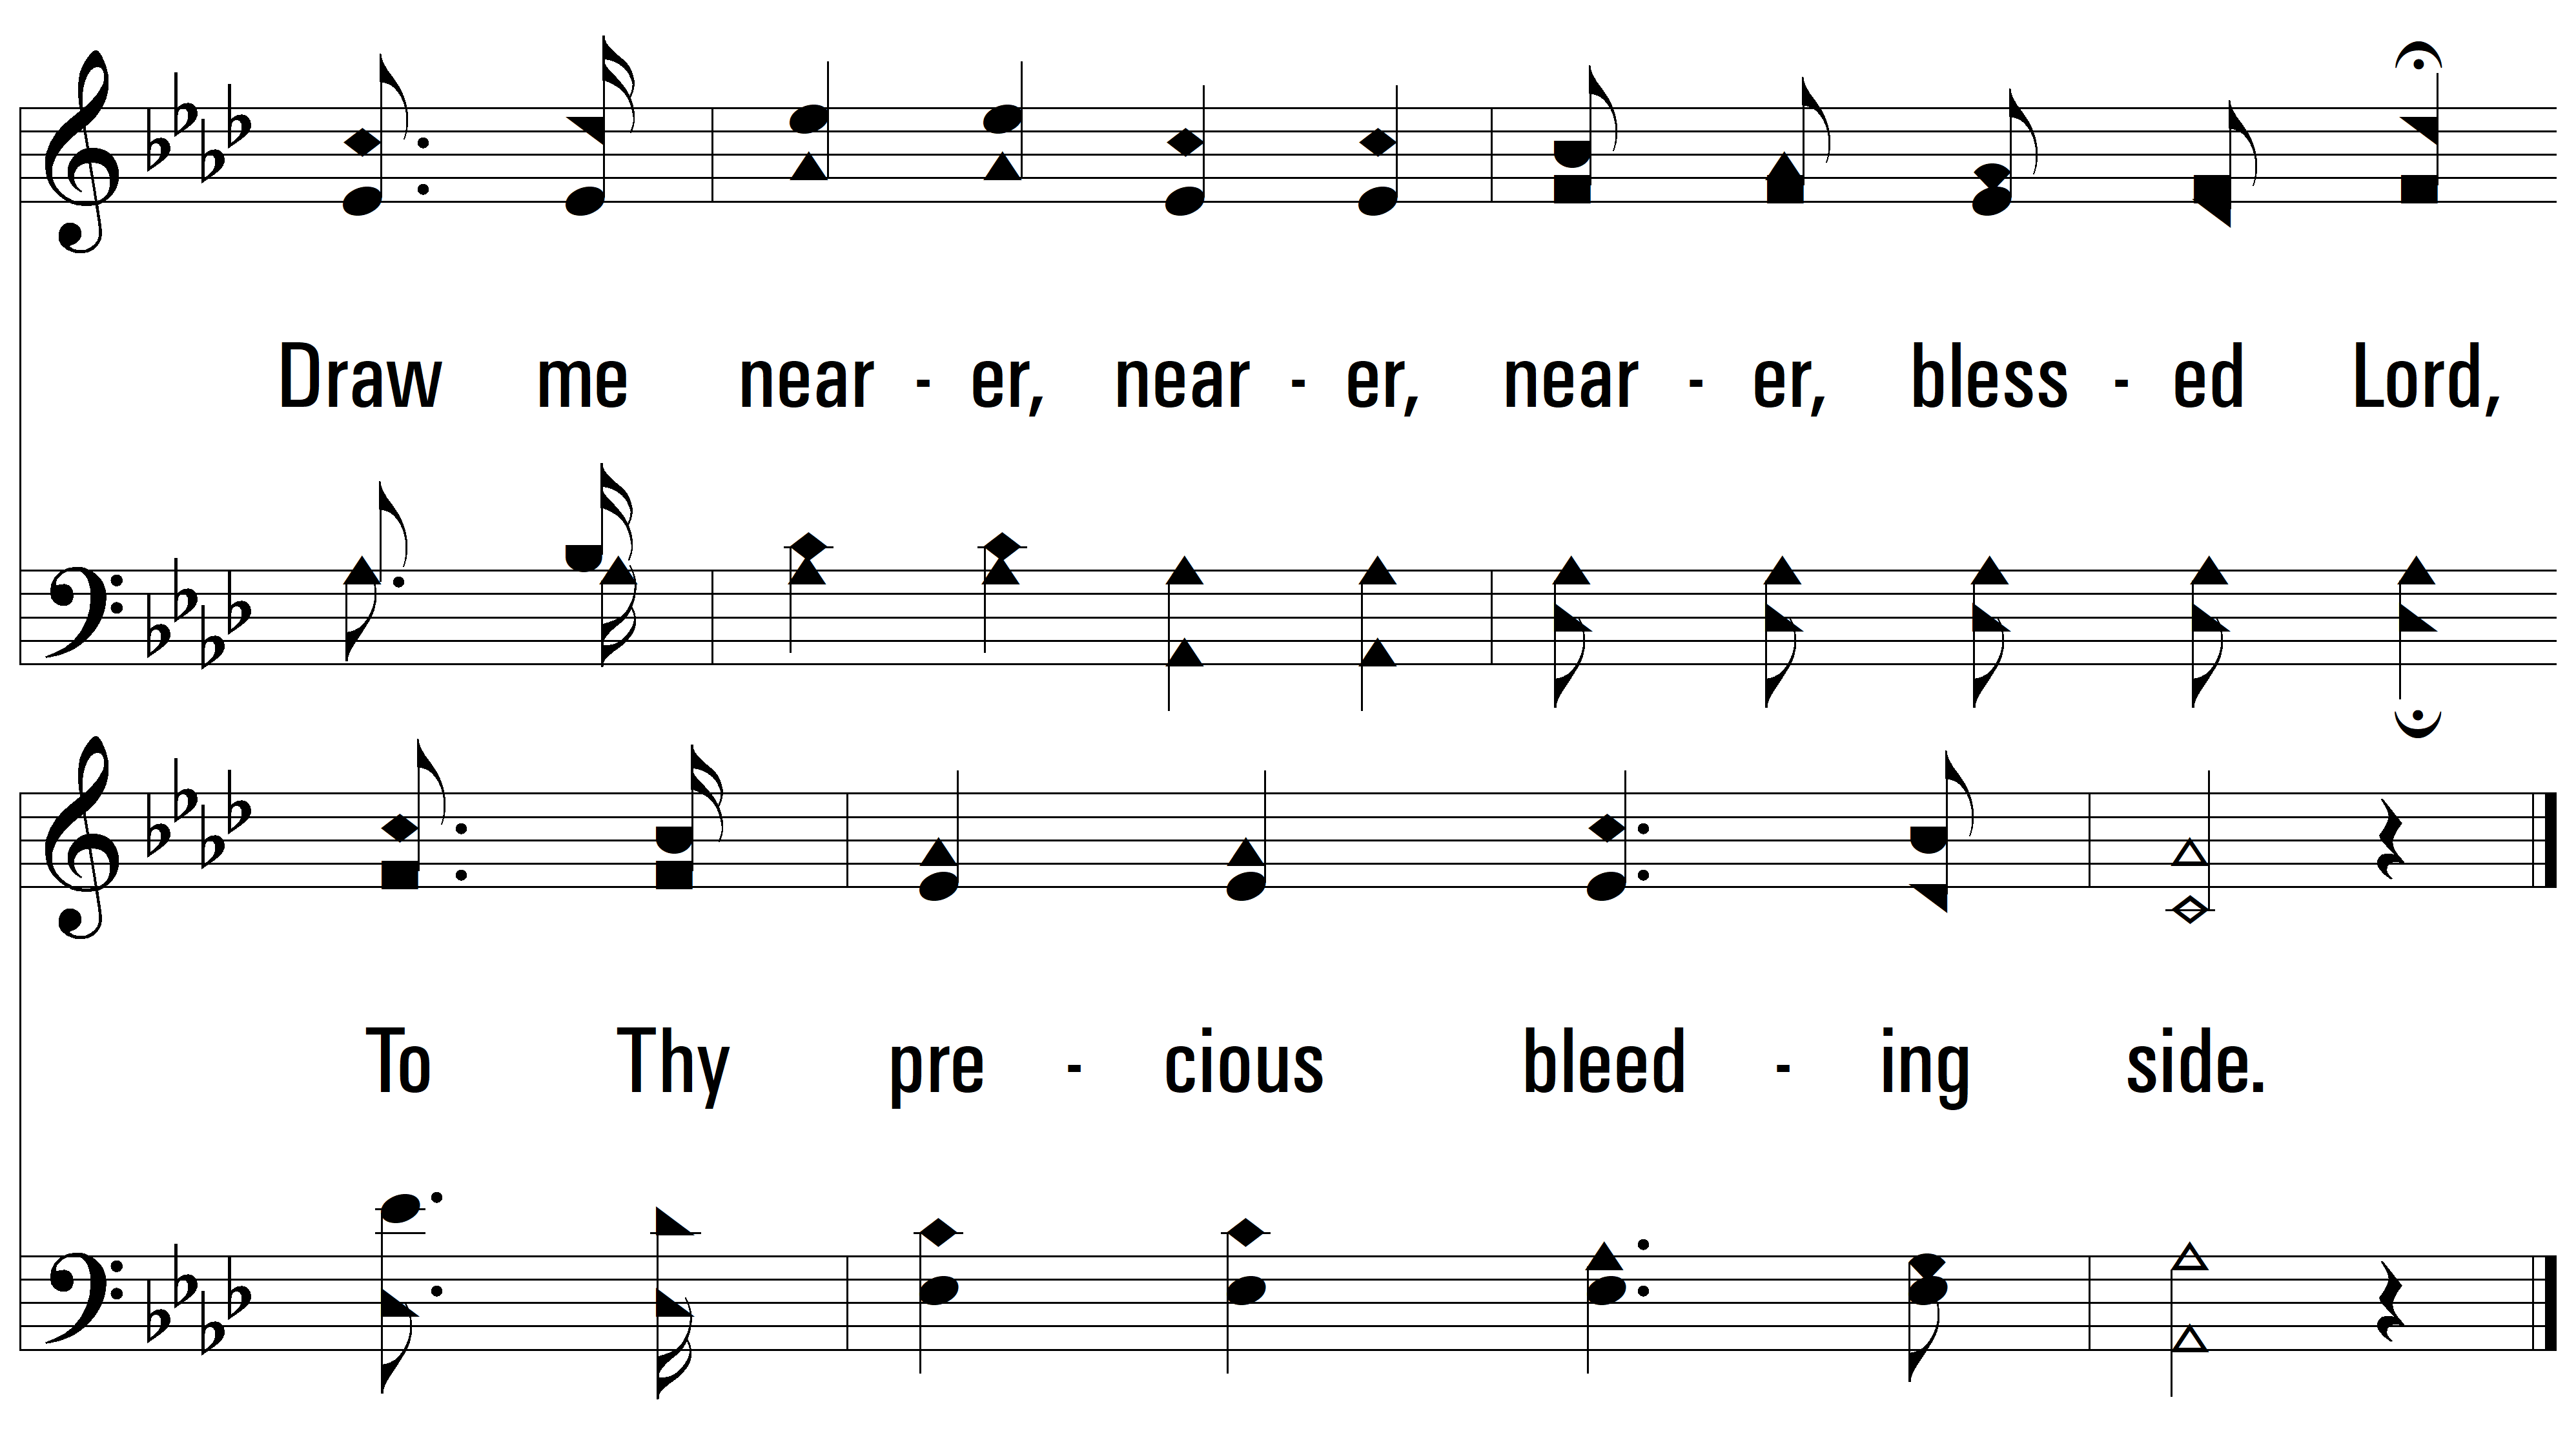 Draw me near - er, near - er, near - er, bless - ed Lord,
To Thy pre - cious bleed - ing side.